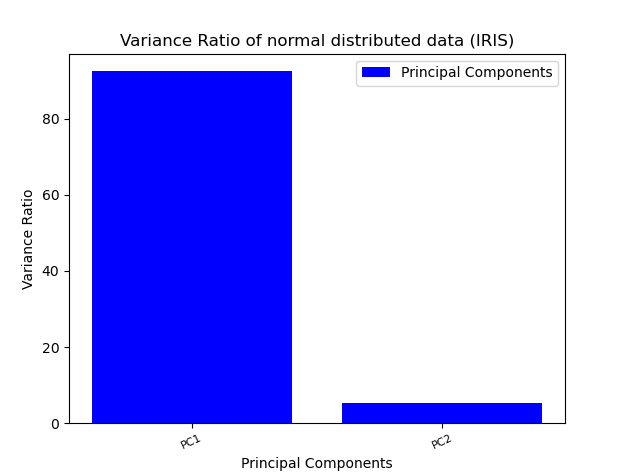 Variance Ratio of normal distributed data (IRIS)
Principal Components
Variance Ratio
80
60
40
20
0
PC1
PC2
Principal Components